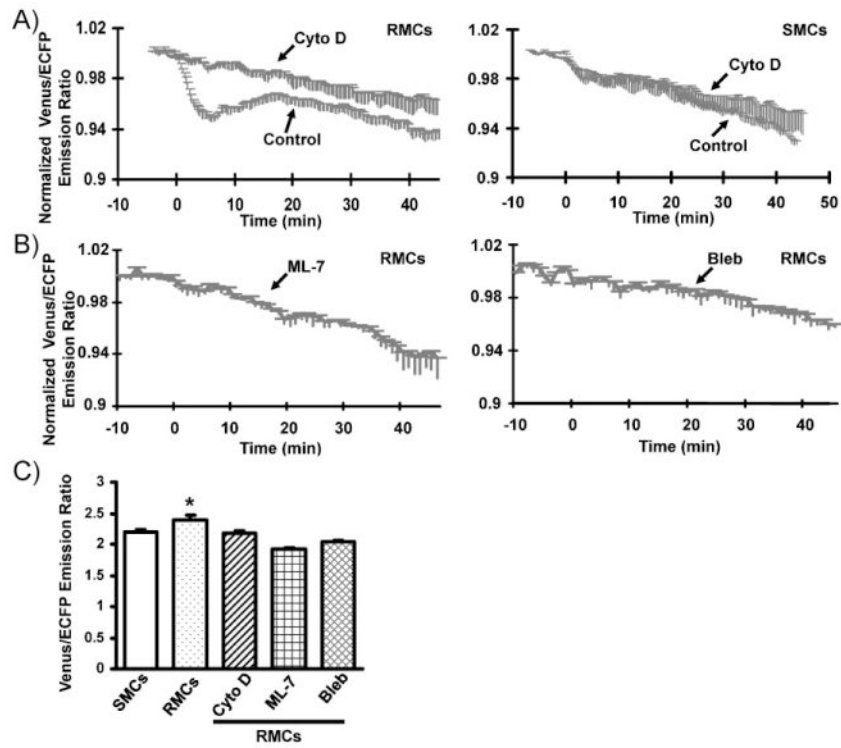 A)
Normalized Venus/ECFP
Emission Ratio
1.02
0.98
0.94
0.9
Cyto D
RMCs
Control
-10 0 10 20 30 40
Time (min)
1.02
0.98
0.94
0.9
SMCs
Cyto D
Control
-10 0 10 20 30 40 50
Time (min)
B)
Normalized Venus/ECFP
Emission Ratio
1.02
0.98
0.94
0.9
ML-7
RMCs
-10 0 10 20 30 40
Time (min)
1.02
0.98
0.94
0.9
Bleb
RMCs
-10 0 10 20 30 40
Time (min)
C)
Venus/ECFP Emission Ratio
3
2.5
2
1.5
1
0.5
0
*
SMCs
RMCs
Cyto D
ML-7
Bleb
RMCs